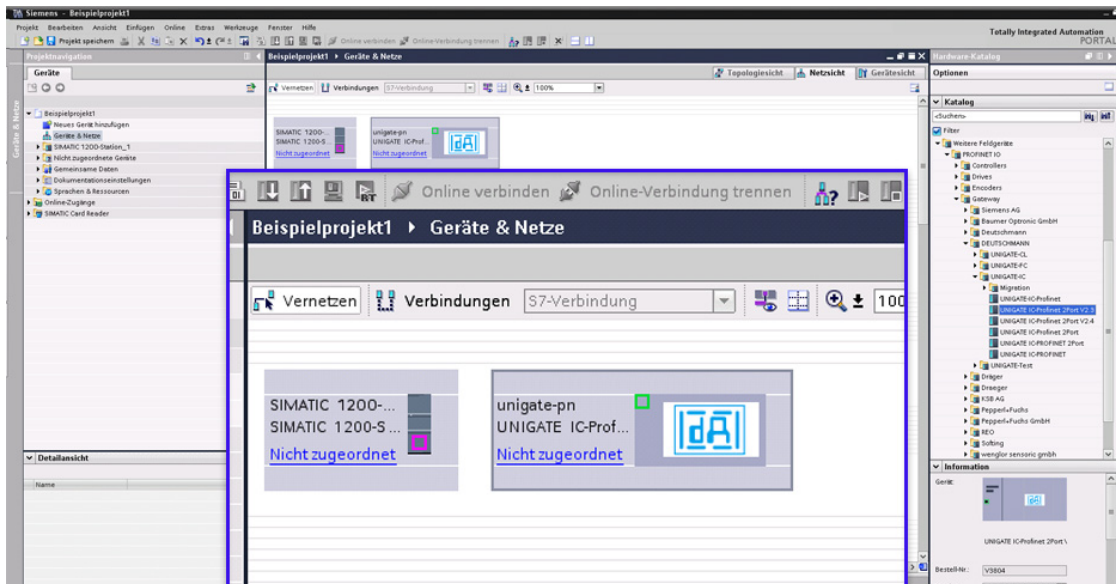 Siemens - Beispielprojekt1
Projekt Bearbeiten Ansicht Einfügen Online Extras Werkzeuge Fenster Hilfe
Projekt speichern Online verbinden Online-Verbindung trennen
Totally Integrated Automation
PORTAL
Projektnavigation
Geräte
Geräte & Netze
Beispielprojekt1
Neues Gerät hinzufügen
Geräte & Netze
SIMATIC 1200-Station_1
Nicht zugeordnete Geräte
Gemeinsame Daten
Dokumentationseinstellungen
Sprachen & Ressourcen
Online-Zugänge
SIMATIC Card Reader
Detailansicht
Name
Beispielprojekt1 Geräte & Netze
Topologiesicht Netzsicht Gerätesicht
Vernetzen Verbindungen S7-Verbindung 100%
SIMATIC 1200-...
SIMATIC 1200-S...
Nicht zugeordnet
unigate-pn
UNIGATE IC-Prof...
Nicht zugeordnet
Online verbinden Online-Verbindung trennen
Beispielprojekt1 Geräte & Netze
Vernetzen Verbindungen S7-Verbindung 100
SIMATIC 1200-...
SIMATIC 1200-S ...
Nicht zugeordnet
unigate-pn
UNIGATE IC-Prof...
Nicht zugeordnet
Hardware-Katalog
Optionen
Katalog
<Suchen>
Filter
Weitere Feldgeräte
PROFINET IO
Controllers
Drives
Encoders
Gateway
Siemens AG
Baumer Optronic GmbH
Deutschmann
DEUTSCHMANN
UNIGATE-CL
UNIGATE-FC
UNIGATE-IC
Migration
UNIGATE-IC-Profinet
UNIGATE IC-Profinet 2Port V2.3
UNIGATE IC-Profinet 2Port V2.4
UNIGATE IC-Profinet 2Port
UNIGATE IC-PROFINET 2Port
UNIGATE IC-PROFINET
UNIGATE-Test
Dräger
Draeger
KSB AG
Pepperl+Fuchs
Pepperl+Fuchs GmbH
REO
Softing
wenglor sensoric gmbh
Information
Gerät:
UNIGATE IC-Profinet 2Port \
Bestell-Nr.: V3804